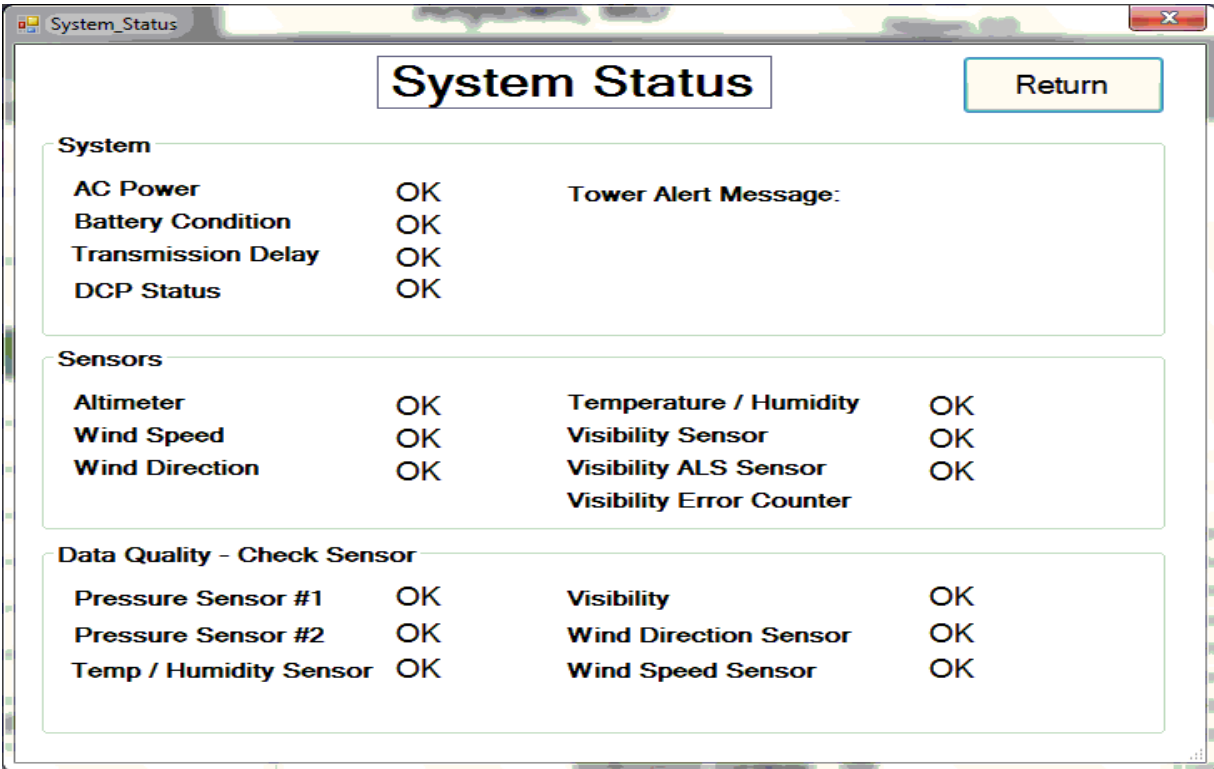 System_Status
System Status
Return
System
AC Power OK Tower Alert Message:
Battery Condition OK
Transmission Delay OK
DCP Status OK
Sensors
Altimeter OK Temperature / Humidity OK
Wind Speed OK Visibility Sensor OK
Wind Direction OK Visibility ALS Sensor OK
Visibility Error Counter
Data Quality - Check Sensor
Pressure Sensor #1 OK Visibility OK
Pressure Sensor #2 OK Wind Direction Sensor OK
Temp / Humidity Sensor OK Wind Speed Sensor OK